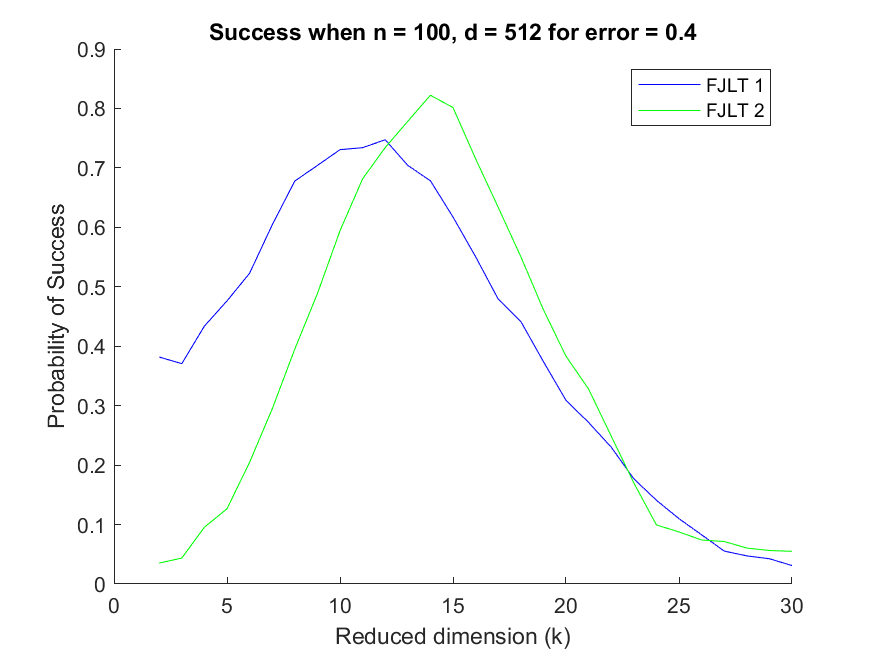 Success when n = 100, d = 512 for error = 0.4
FJLT 1
FJLT 2
0.9
0.8
0.7
0.6
0.5
0.4
0.3
0.2
0.1
0
Probability of Success
0 5 10 15 20 25 30
Reduced dimension (k)